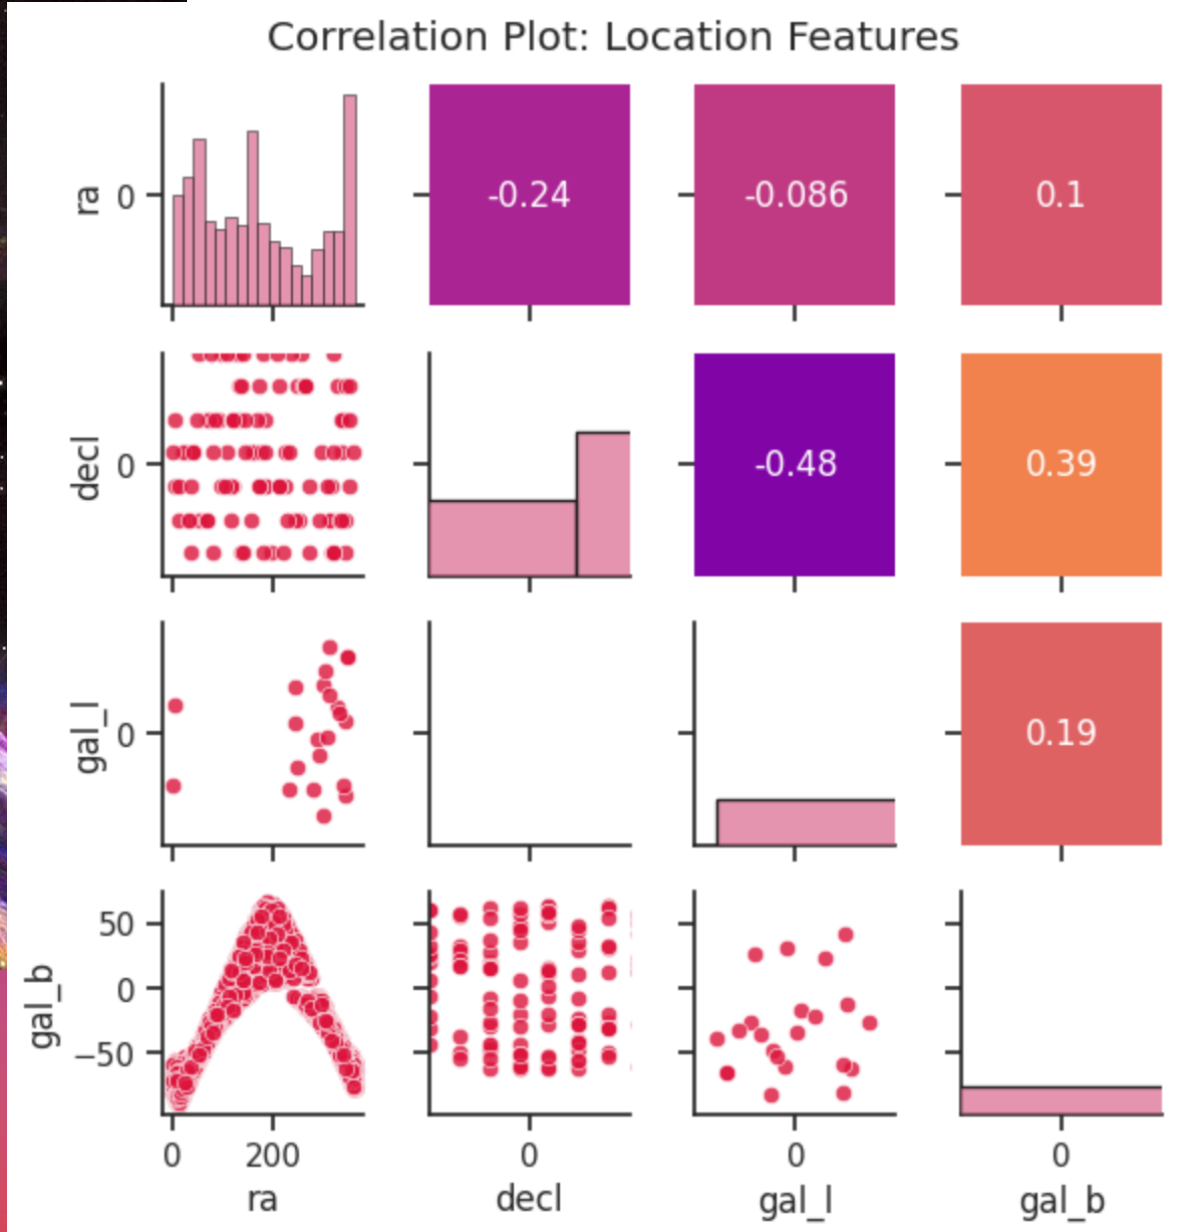 Correlation Plot: Location Features
ra
0
-0.24
-0.086
0.1
decl
0
-0.48
0.39
gal_l
0
0.19
gal_b
50
0
−50
0 200
0
0
0
ra
decl
gal_l
gal_b